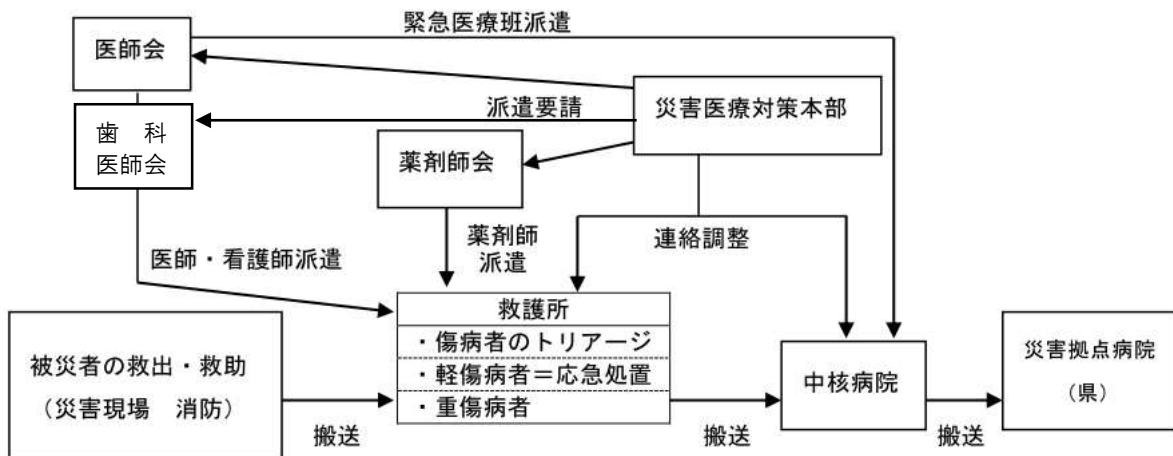 緊急医療班派遣
医師会
災害医療対策本部
派遣要請
歯　科
医師会
薬剤師会
薬剤師
派遣
連絡調整
医師・看護師派遣
救護所
・傷病者のトリアージ
・軽傷病者＝応急処置
・重傷病者
被災者の救出・救助
（災害現場　消防）
搬送
搬送
中核病院
搬送
災害拠点病院
（県）